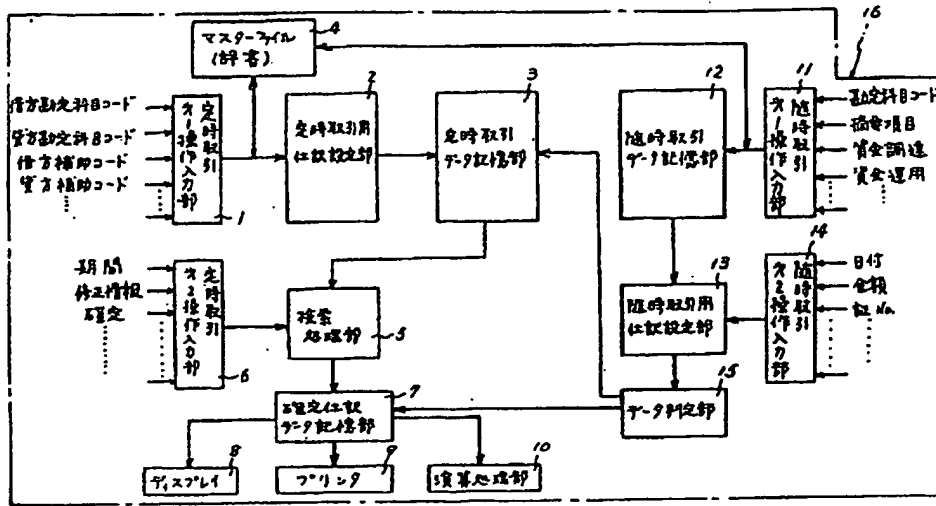 マスターファイル
(辞書)
4
2
3
12
11
16
借方勘定科目コード
貸方勘定科目コード
借方補助コード
貸方補助コード
定時取引
オ1操作入力部
1
定時取引用
仕訳設定部
定時取引
データ記憶部
随時取引
データ記憶部
随時取引
オ1操作入力部
勘定科目コード
摘要項目
資金調達
資金運用
期間
修正情報
確定
定時取引
オ2操作入力部
6
検索
処理部
5
13
随時取引用
仕訳設定部
14
随時取引
オ2操作入力部
日付
金額
証No.
7
確定仕訳
データ記憶部
15
データ判定部
8
ディスプレイ
9
プリンタ
10
演算処理部